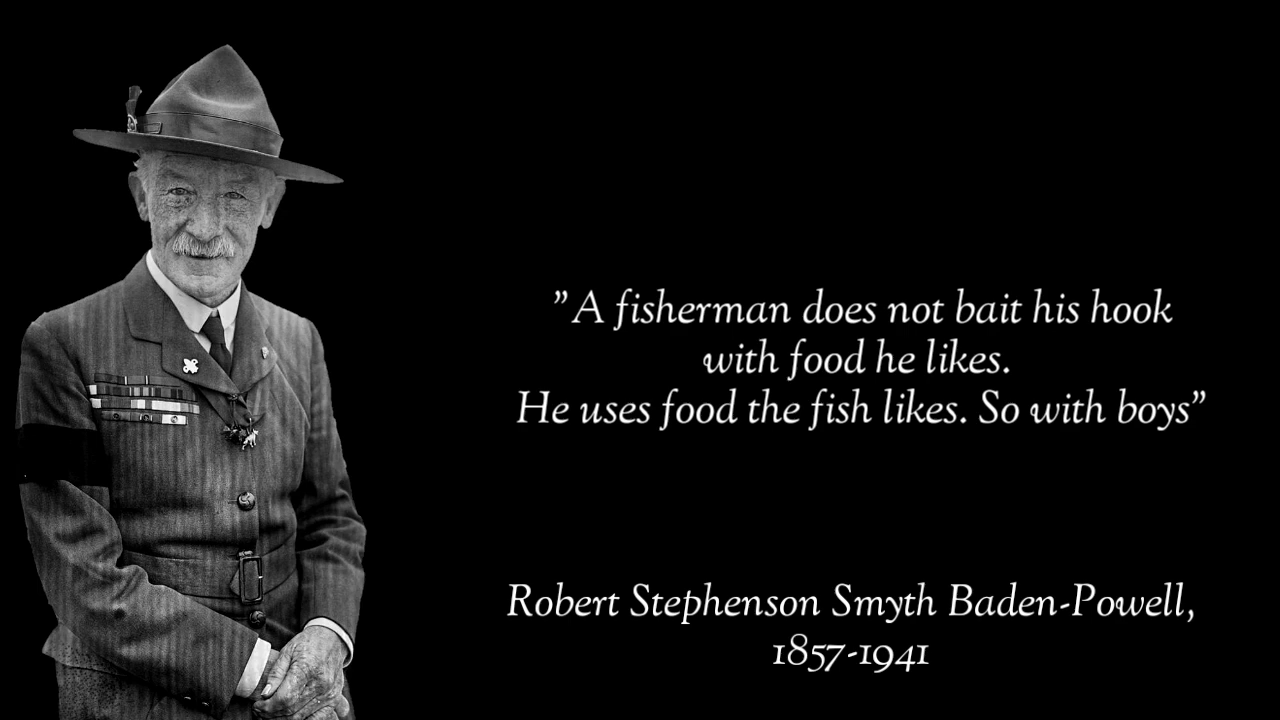 ”A fisherman does not bait his hook
with food he likes.
He uses food the fish likes. So with boys”
Robert Stephenson Smyth Baden-Powell,
1857-1941